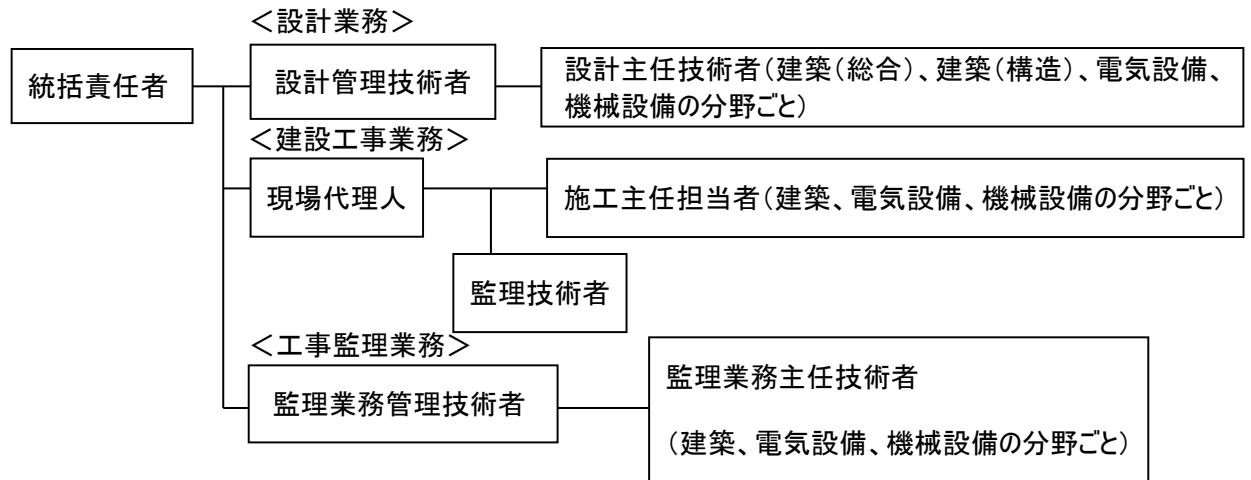 ＜設計業務＞
統括責任者
設計管理技術者
設計主任技術者（建築（総合）、建築（構造）、電気設備、
機械設備の分野ごと）
＜建設工事業務＞
現場代理人
施工主任担当者（建築、電気設備、機械設備の分野ごと）
監理技術者
＜工事監理業務＞
監理業務管理技術者
監理業務主任技術者
（建築、電気設備、機械設備の分野ごと）